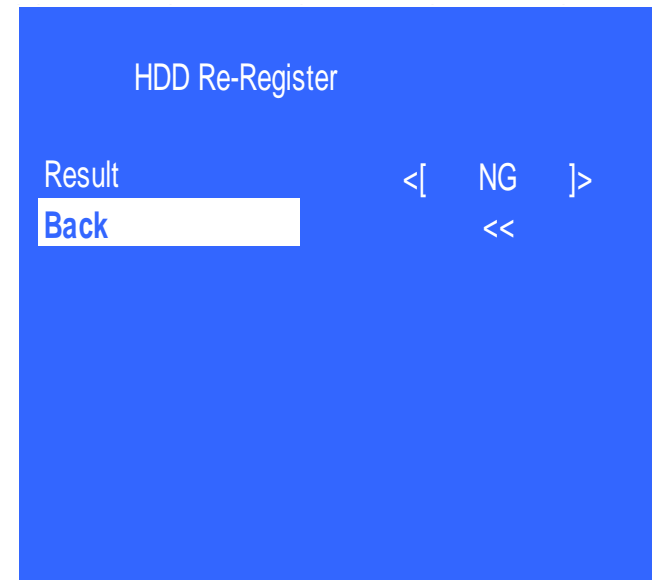 HDD Re-Register
Result <[ NG ]>
Back <<